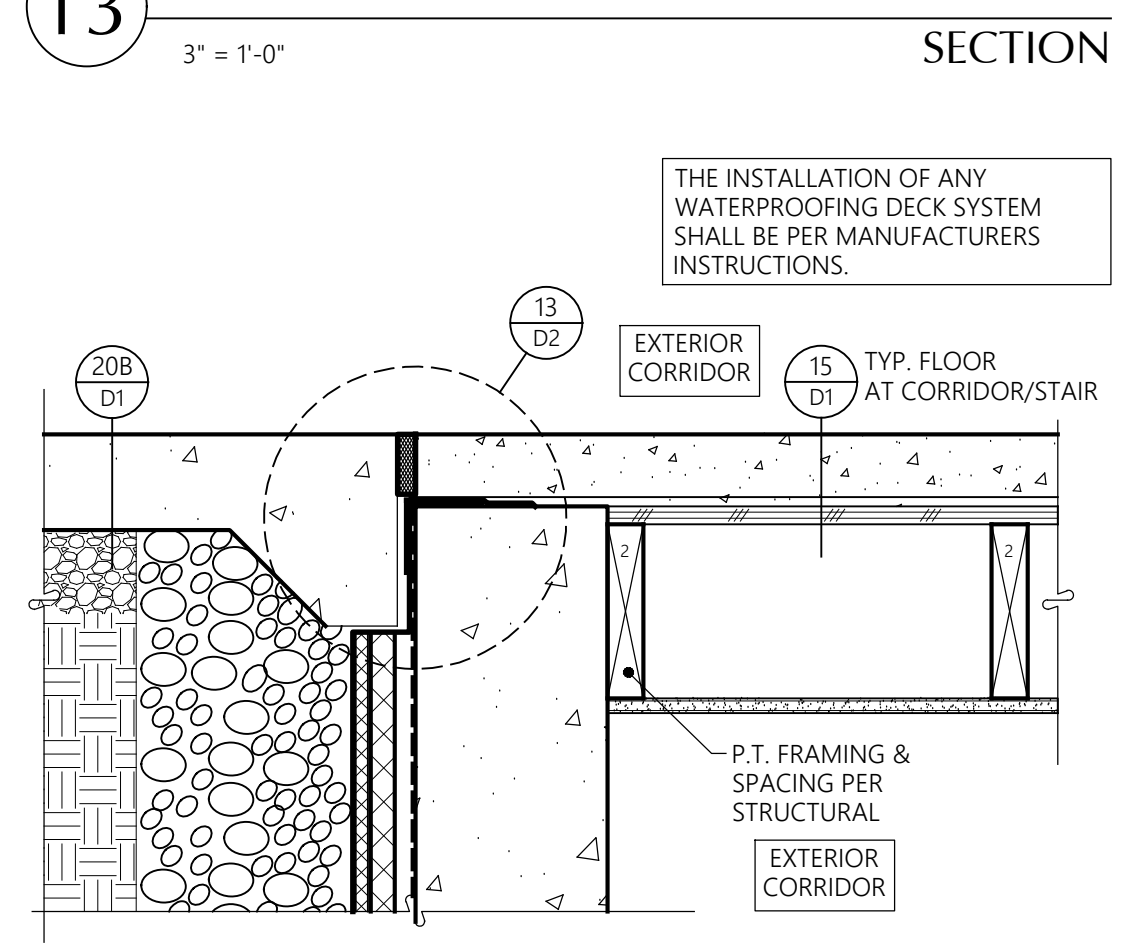 13
3" = 1'-0"
SECTION
THE INSTALLATION OF ANY
WATERPROOFING DECK SYSTEM
SHALL BE PER MANUFACTURERS
INSTRUCTIONS.
13
D2
EXTERIOR
CORRIDOR
20B
D1
15
D1
TYP. FLOOR
AT CORRIDOR/STAIR
2
2
P.T. FRAMING &
SPACING PER
STRUCTURAL
EXTERIOR
CORRIDOR